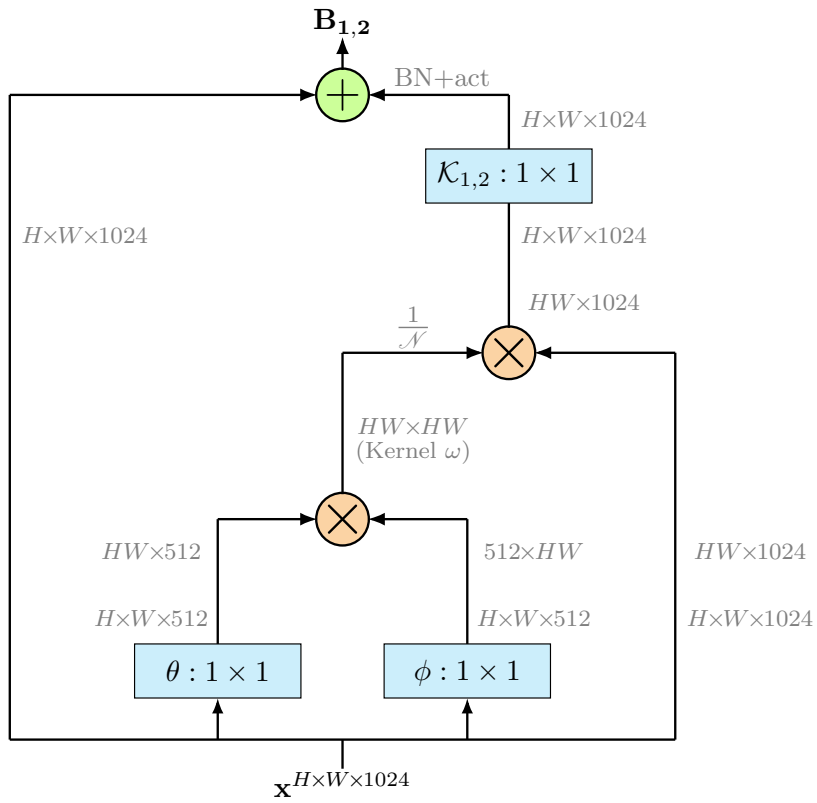 B₁,₂
BN+act
H×W×1024
𝒦₁,₂ : 1 × 1
H×W×1024
H×W×1024
HW×1024
1/𝒩
HW×HW
(Kernel ω)
HW×512
512×HW
HW×1024
H×W×512
H×W×512
H×W×1024
θ : 1 × 1
ϕ : 1 × 1
x^{H×W×1024}